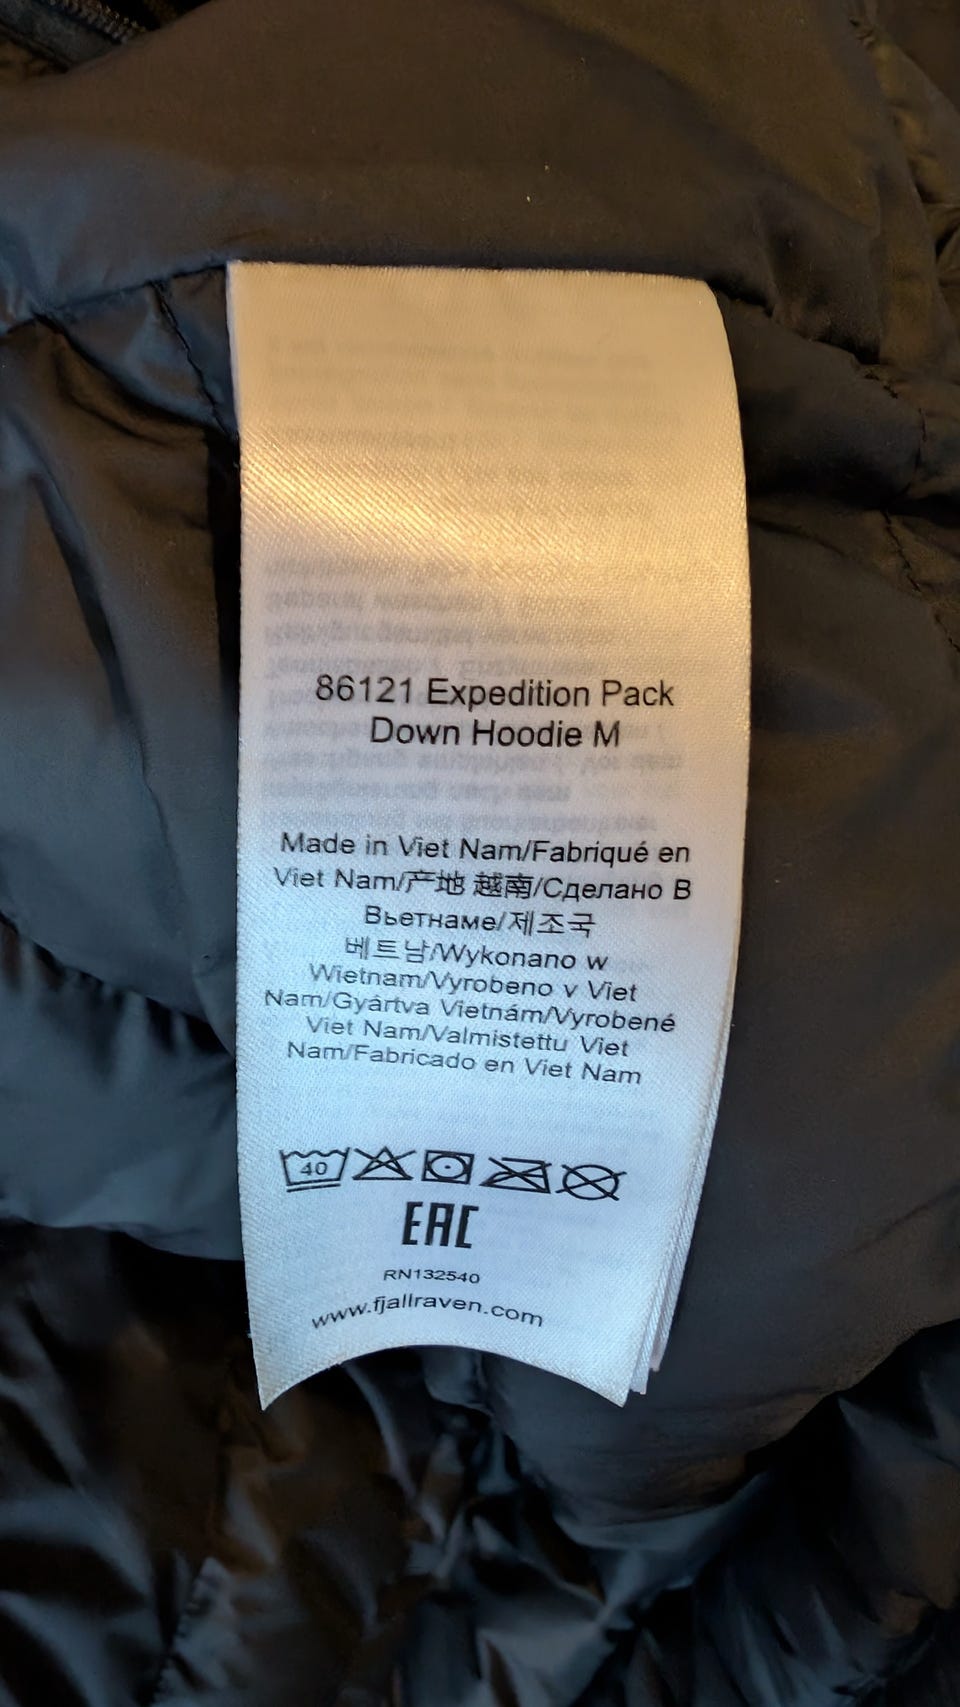 86121 Expedition Pack
Down Hoodie M
Made in Viet Nam/Fabriqué en
Viet Nam/产地 越南/Сделано В
Вьетнаме/제조국
베트남/Wykonano w
Wietnam/Vyrobeno v Viet
Nam/Gyártva Vietnám/Vyrobené
Viet Nam/Valmistettu Viet
Nam/Fabricado en Viet Nam
40
EAC
RN132540
www.fjallraven.com